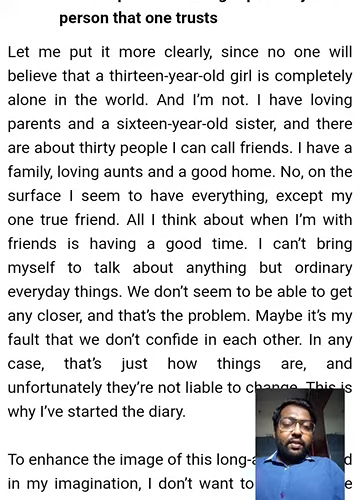 person that one trusts
Let me put it more clearly, since no one will
believe that a thirteen-year-old girl is completely
alone in the world. And I'm not. I have loving
parents and a sixteen-year-old sister, and there
are about thirty people I can call friends. I have a
family, loving aunts and a good home. No, on the
surface I seem to have everything, except my
one true friend. All I think about when I'm with
friends is having a good time. I can't bring
myself to talk about anything but ordinary
everyday things. We don't seem to be able to get
any closer, and that's the problem. Maybe it's my
fault that we don't confide in each other. In any
case, that's just how things are, and
unfortunately they're not liable to change. This is
why I've started the diary.
To enhance the image of this
in my imagination, I don't want to